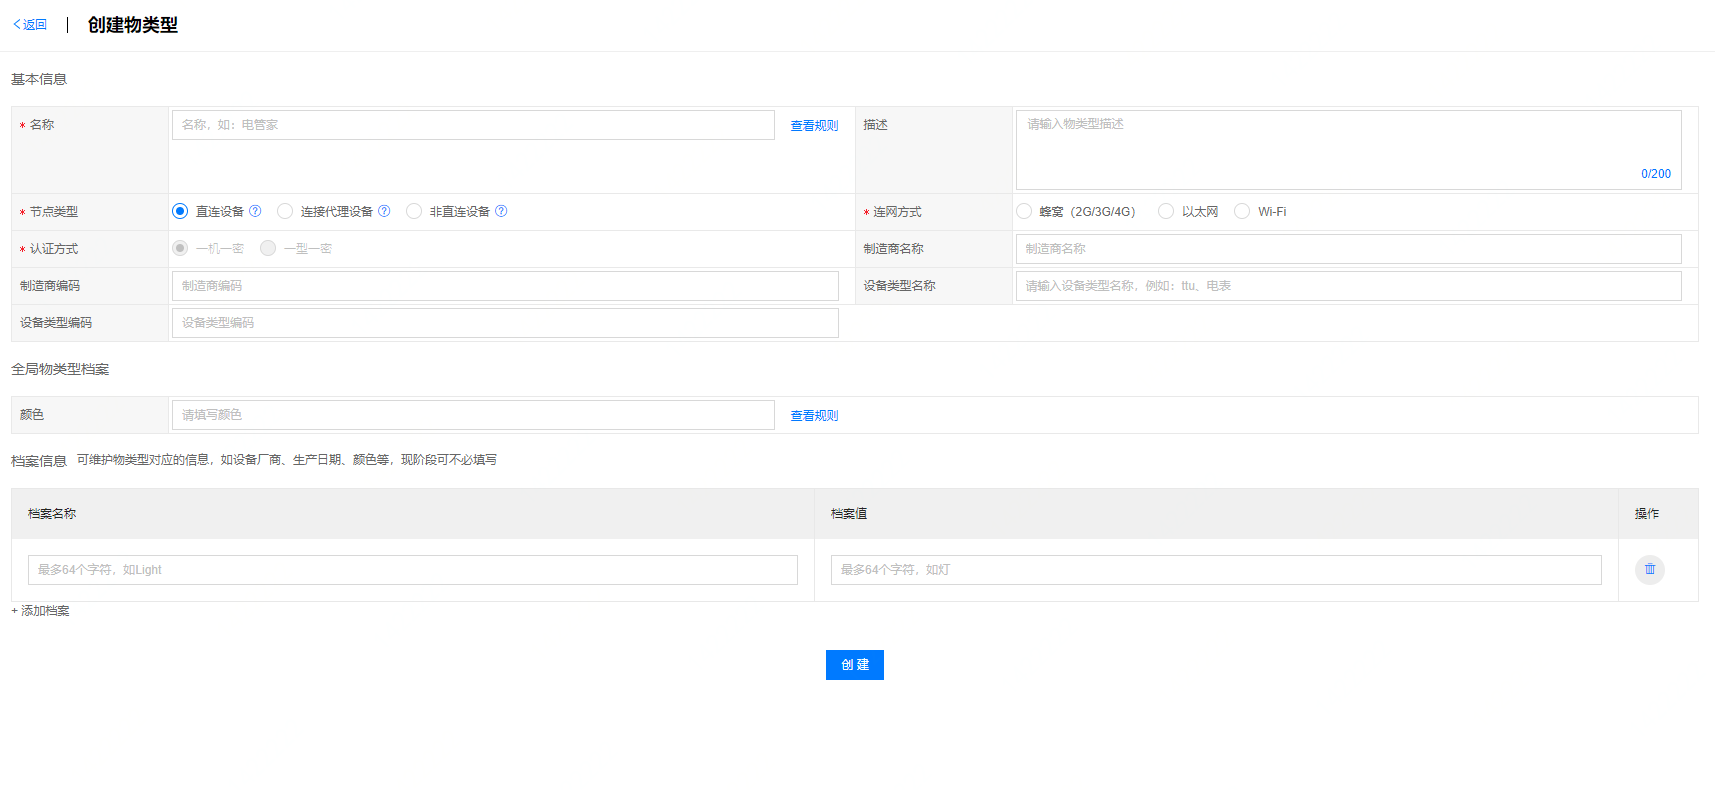 返回 创建物类型
基本信息
* 名称 名称，如：电管家 查看规则 描述 请输入物类型描述
0/200
* 节点类型 直连设备 连接代理设备 非直连设备 * 连网方式 蜂窝（2G/3G/4G） 以太网 Wi-Fi
* 认证方式 一机一密 一型一密 制造商名称 制造商名称
制造商编码 制造商编码 设备类型名称 请输入设备类型名称，例如：ttu、电表
设备类型编码 设备类型编码
全局物类型档案
颜色 请填写颜色 查看规则
档案信息 可维护物类型对应的信息，如设备厂商、生产日期、颜色等，现阶段可不必填写
档案名称 档案值 操作
最多64个字符，如Light 最多64个字符，如灯
+ 添加档案
创 建